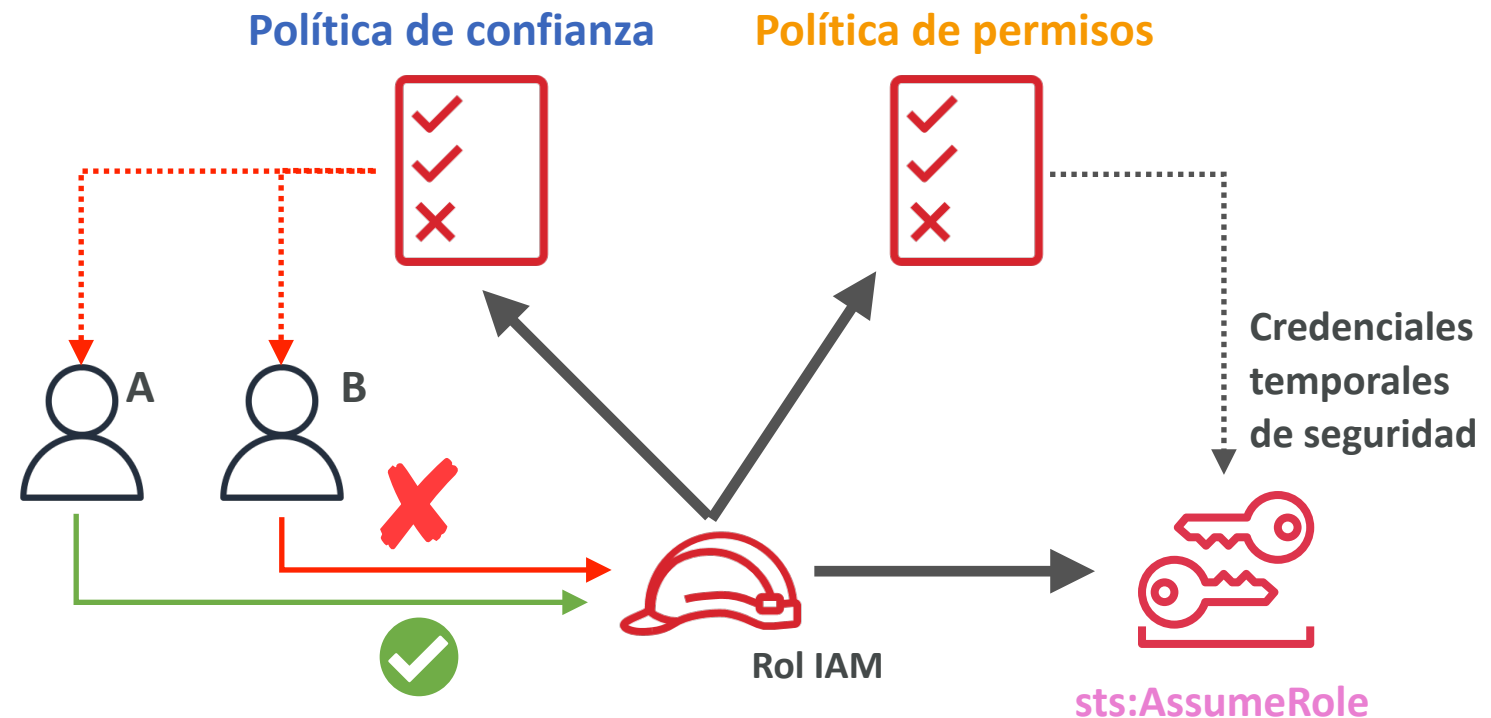 Política de confianza
Política de permisos
A
B
Credenciales
temporales
de seguridad
Rol IAM
sts:AssumeRole